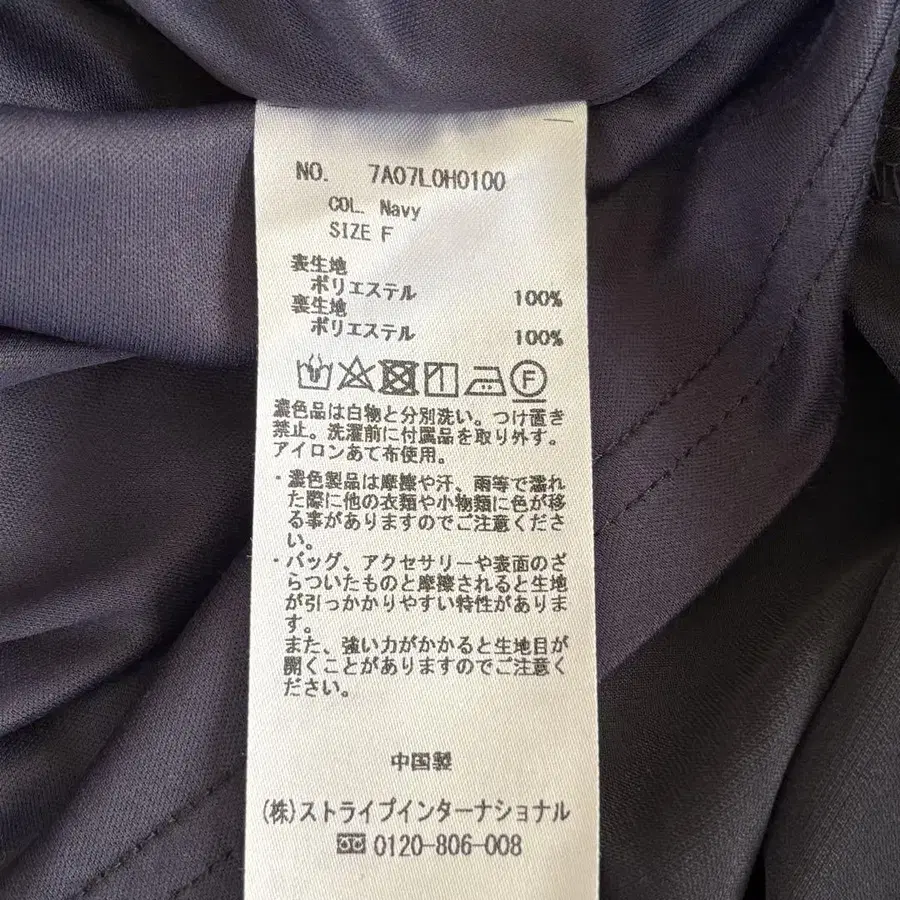 NO. 7A07L0H0100
COL. Navy
SIZE F
表生地
ポリエステル 100%
裏生地
ポリエステル 100%
F
濃色品は白物と分別洗い。つけ置き
禁止。洗濯前に付属品を取り外す。
アイロンあて布使用。
・濃色製品は摩擦や汗、雨等で濡れ
た際に他の衣類や小物類に色が移
る事がありますのでご注意くださ
い。
・バッグ、アクセサリーや表面のざ
らついたものと摩擦されると生地
が引っかかりやすい特性がありま
す。
また、強い力がかかると生地目が
開くことがありますのでご注意く
ださい。
中国製
(株)ストライプインターナショナル
0120-806-008